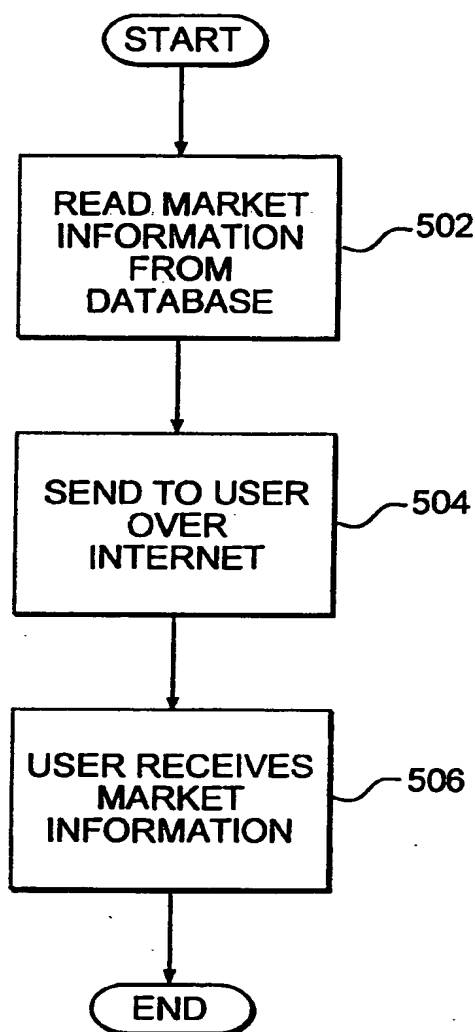 START
READ MARKET
INFORMATION
FROM
DATABASE
502
SEND TO USER
OVER
INTERNET
504
USER RECEIVES
MARKET
INFORMATION
506
END